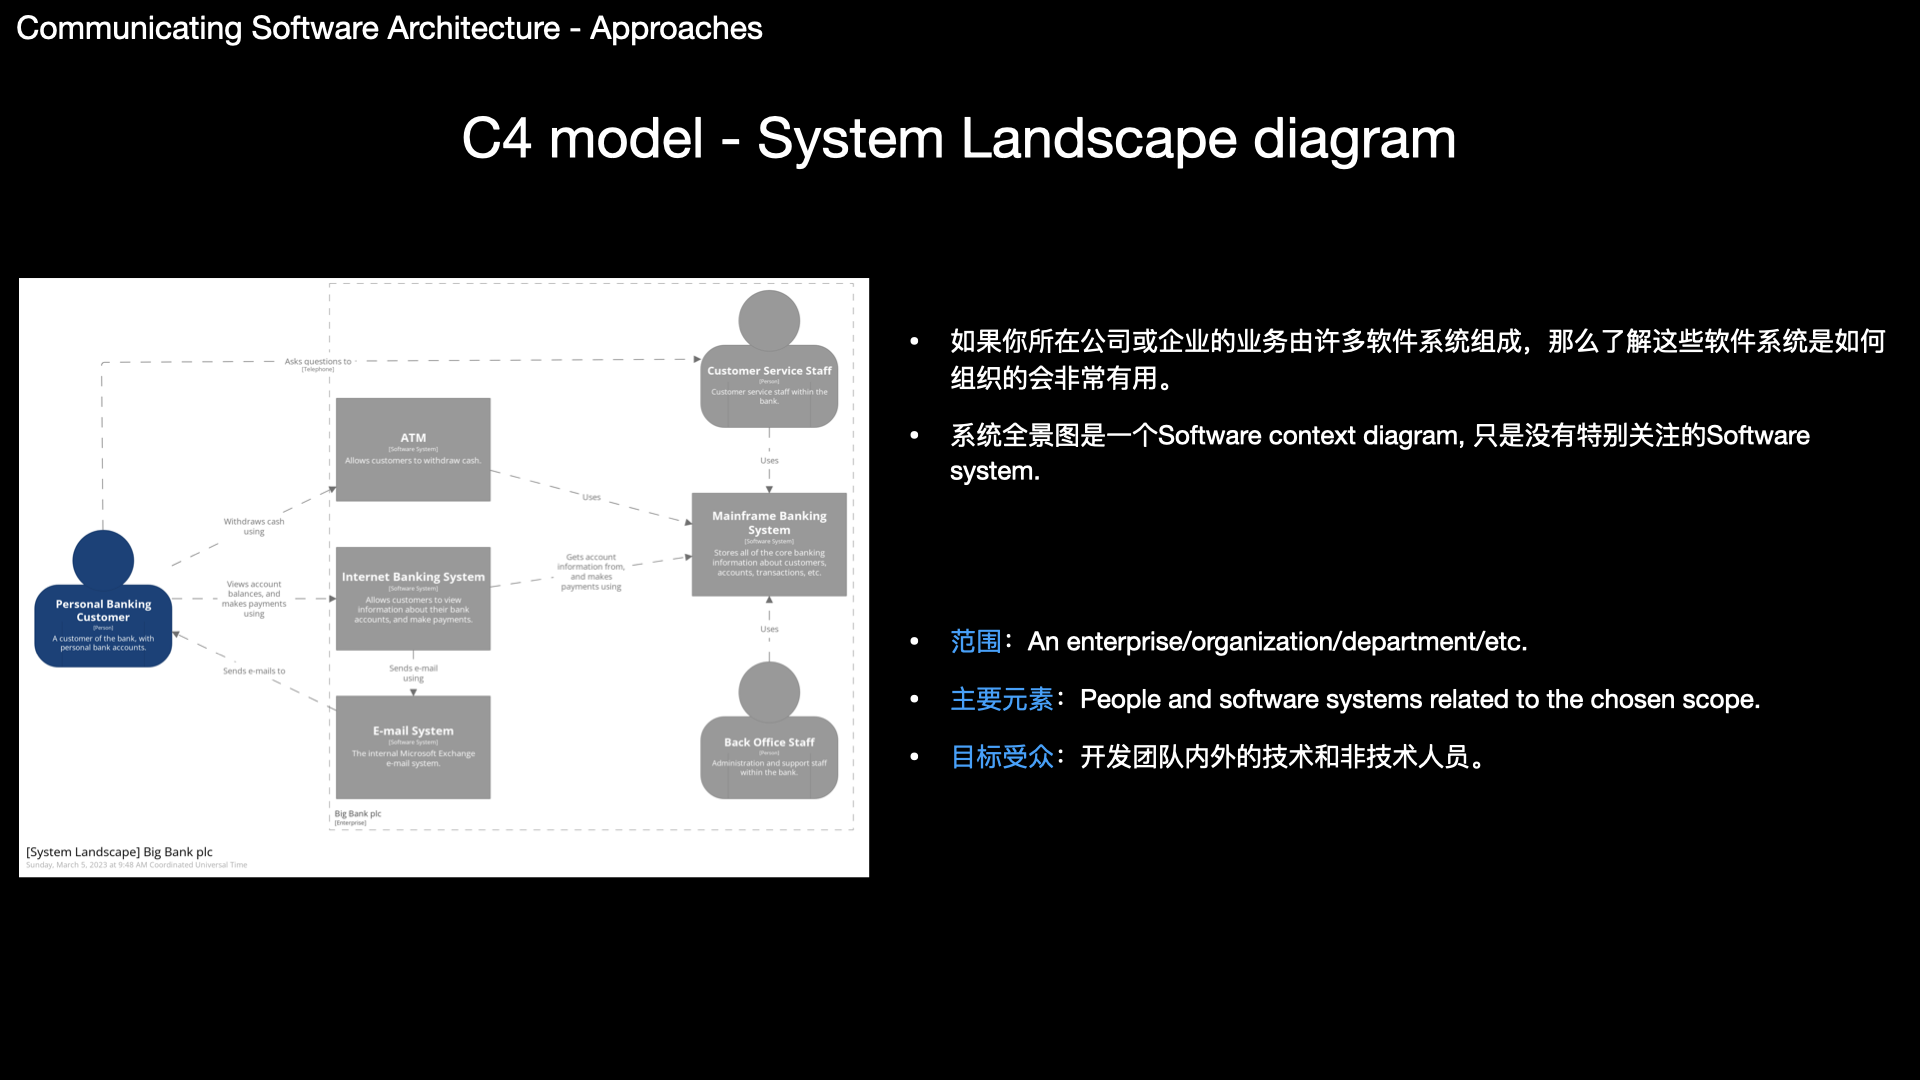 Communicating Software Architecture - Approaches
C4 model - System Landscape diagram
Asks questions to
[Telephone]
Customer Service Staff
[Person]
Customer service staff within the
bank.
ATM
[Software System]
Allows customers to withdraw cash.
Uses
Uses
Withdraws cash
using
Mainframe Banking
System
[Software System]
Stores all of the core banking
information about customers,
accounts, transactions, etc.
Gets account
information from,
and makes
payments using
Internet Banking System
[Software System]
Allows customers to view
information about their bank
accounts, and make payments.
Views account
balances, and
makes payments
using
Personal Banking
Customer
[Person]
A customer of the bank, with
personal bank accounts.
Uses
Sends e-mails to
Sends e-mail
using
E-mail System
[Software System]
The internal Microsoft Exchange
e-mail system.
Back Office Staff
[Person]
Administration and support staff
within the bank.
Big Bank plc
[Enterprise]
[System Landscape] Big Bank plc
Sunday, March 5, 2023 at 9:48 AM Coordinated Universal Time
• 如果你所在公司或企业的业务由许多软件系统组成，那么了解这些软件系统是如何
组织的会非常有用。
• 系统全景图是一个Software context diagram, 只是没有特别关注的Software
system.
• 范围：An enterprise/organization/department/etc.
• 主要元素：People and software systems related to the chosen scope.
• 目标受众：开发团队内外的技术和非技术人员。